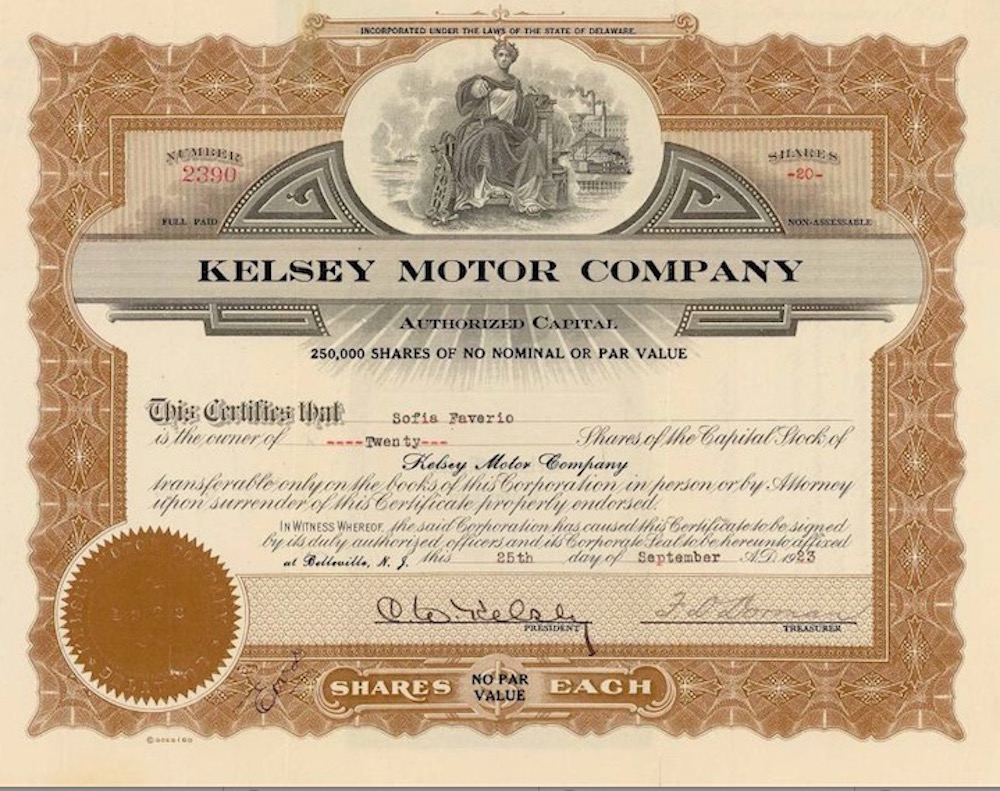 INCORPORATED UNDER THE LAWS OF THE STATE OF DELAWARE.
NUMBER
2390
SHARES
-20-
FULL PAID
NON-ASSESSABLE
KELSEY MOTOR COMPANY
AUTHORIZED CAPITAL
250,000 SHARES OF NO NOMINAL OR PAR VALUE
This Certifies that Sofia Faverio
is the owner of ----Twenty--- Shares of the Capital Stock of
Kelsey Motor Company
transferable only on the books of this Corporation in person or by Attorney
upon surrender of this Certificate properly endorsed.
IN WITNESS WHEREOF, the said Corporation has caused this Certificate to be signed
by its duly authorized officers and its Corporate Seal to be hereunto affixed
at Belleville, N. J. this 25th day of September A.D. 1923
C. W. Kelsey
PRESIDENT
TREASURER
SHARES NO PAR VALUE EACH